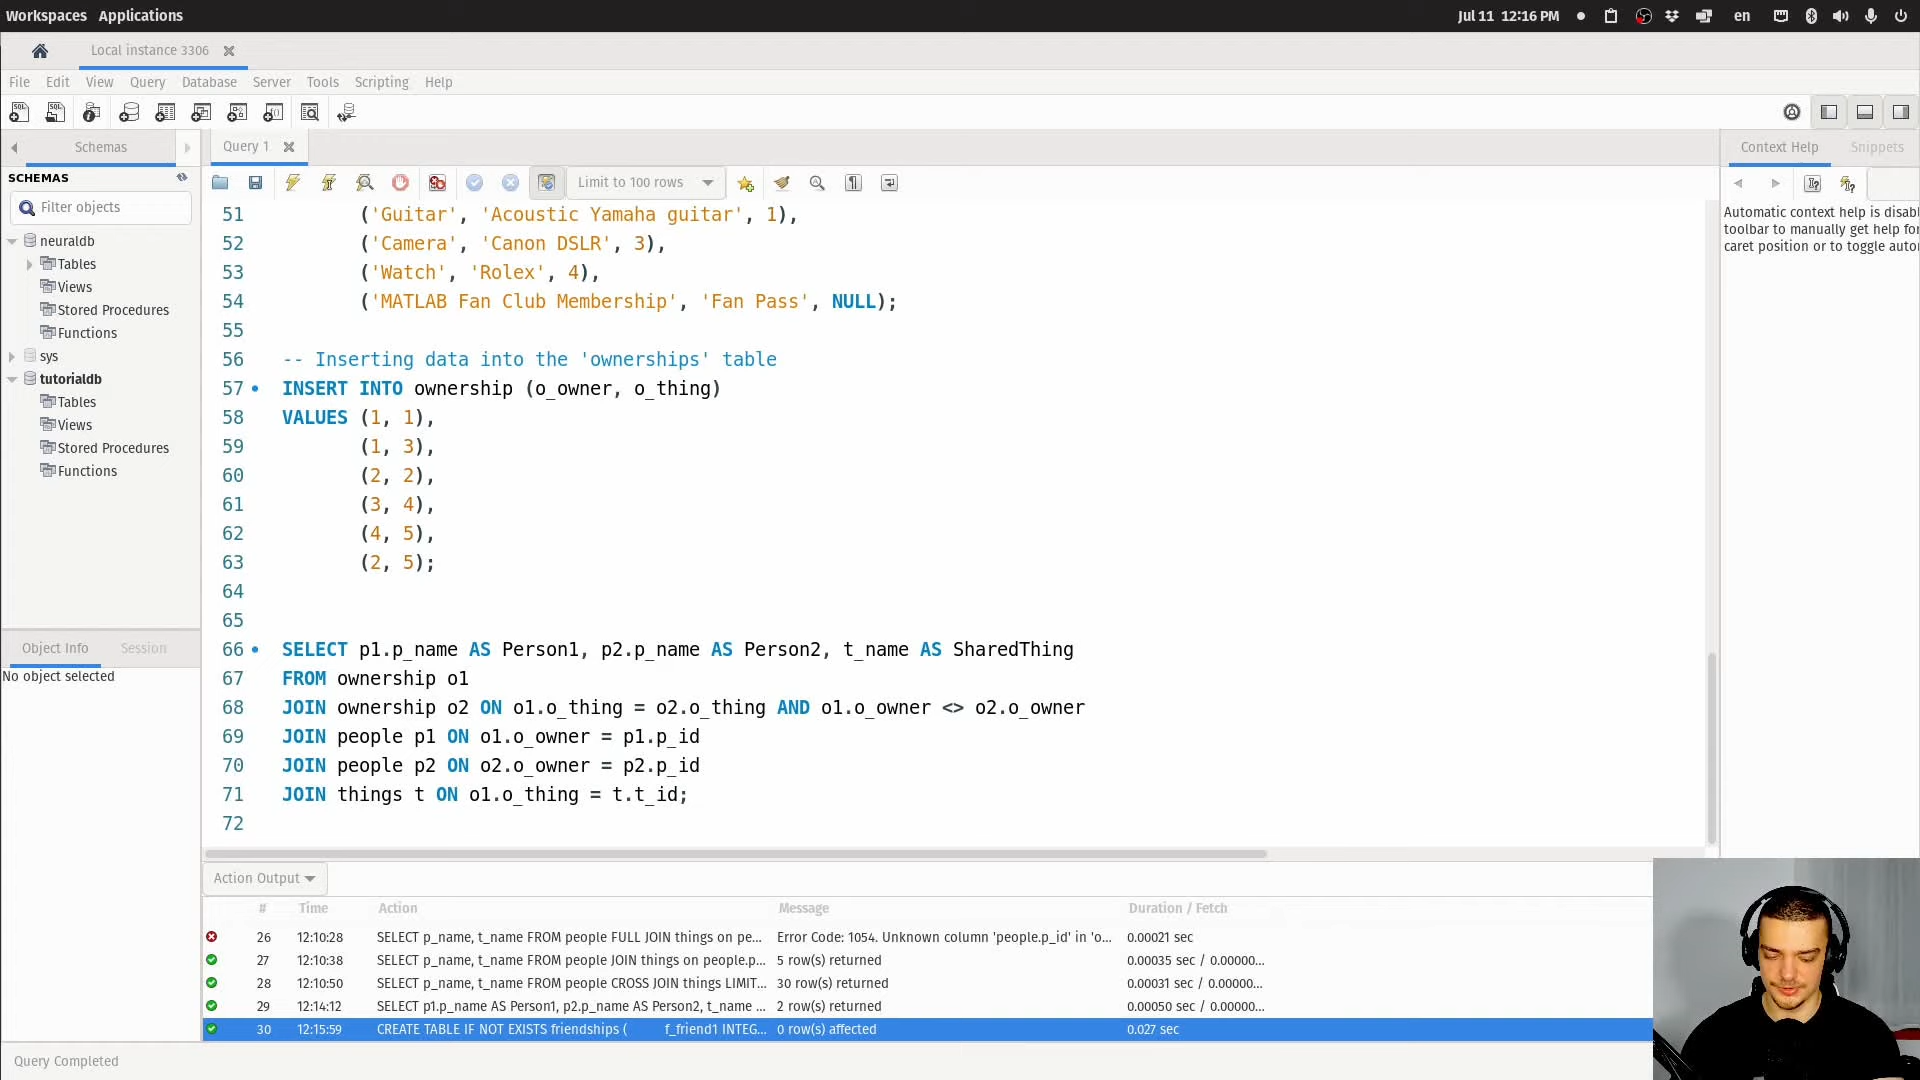 Workspaces Applications
Jul 11 12:16 PM
en
Local instance 3306
File Edit View Query Database Server Tools Scripting Help
Schemas
SCHEMAS
Filter objects
neuraldb
Tables
Views
Stored Procedures
Functions
sys
tutorialdb
Tables
Views
Stored Procedures
Functions
Object Info Session
No object selected
Query 1
Limit to 100 rows
51 ('Guitar', 'Acoustic Yamaha guitar', 1),
52 ('Camera', 'Canon DSLR', 3),
53 ('Watch', 'Rolex', 4),
54 ('MATLAB Fan Club Membership', 'Fan Pass', NULL);
55
56 -- Inserting data into the 'ownerships' table
57 INSERT INTO ownership (o_owner, o_thing)
58 VALUES (1, 1),
59 (1, 3),
60 (2, 2),
61 (3, 4),
62 (4, 5),
63 (2, 5);
64
65
66 SELECT p1.p_name AS Person1, p2.p_name AS Person2, t_name AS SharedThing
67 FROM ownership o1
68 JOIN ownership o2 ON o1.o_thing = o2.o_thing AND o1.o_owner <> o2.o_owner
69 JOIN people p1 ON o1.o_owner = p1.p_id
70 JOIN people p2 ON o2.o_owner = p2.p_id
71 JOIN things t ON o1.o_thing = t.t_id;
72
Context Help Snippets
Automatic context help is disabl
toolbar to manually get help for
caret position or to toggle auto
Action Output
# Time Action Message Duration / Fetch
26 12:10:28 SELECT p_name, t_name FROM people FULL JOIN things on pe... Error Code: 1054. Unknown column 'people.p_id' in 'o... 0.00021 sec
27 12:10:38 SELECT p_name, t_name FROM people JOIN things on people.p... 5 row(s) returned 0.00035 sec / 0.00000...
28 12:10:50 SELECT p_name, t_name FROM people CROSS JOIN things LIMIT... 30 row(s) returned 0.00031 sec / 0.00000...
29 12:14:12 SELECT p1.p_name AS Person1, p2.p_name AS Person2, t_name ... 2 row(s) returned 0.00050 sec / 0.00000...
30 12:15:59 CREATE TABLE IF NOT EXISTS friendships ( f_friend1 INTEG... 0 row(s) affected 0.027 sec
Query Completed